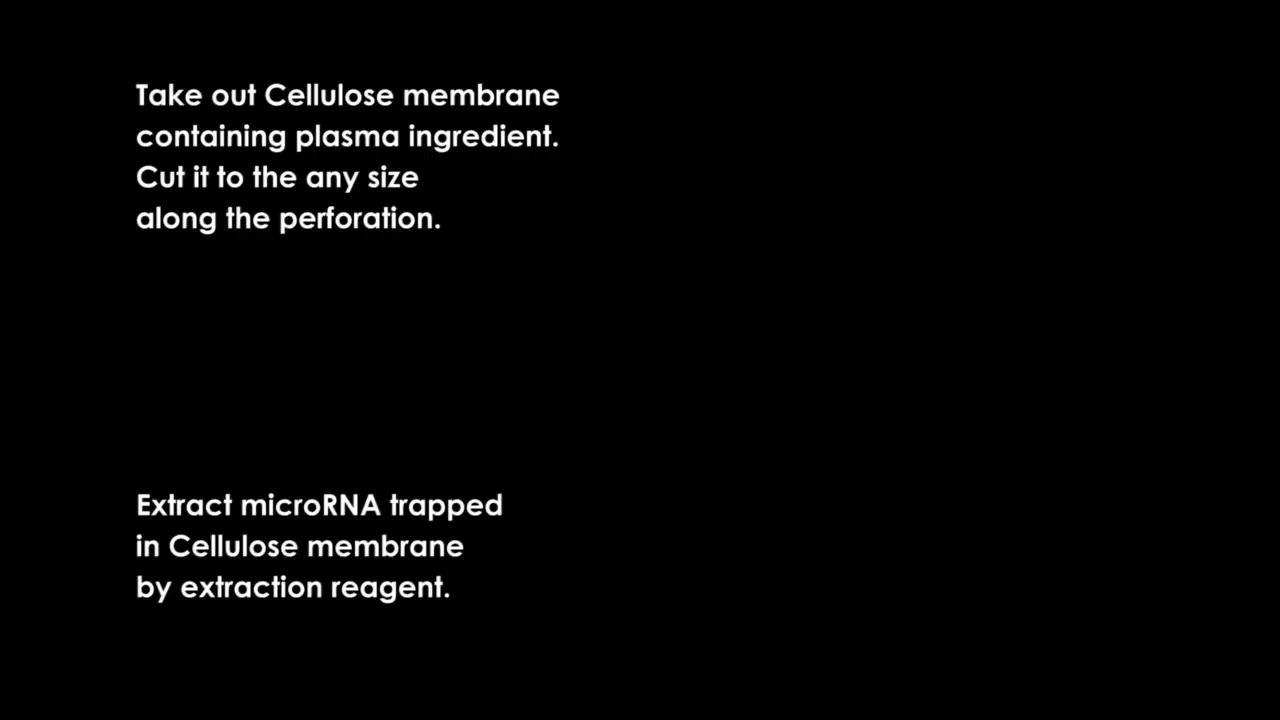 Take out Cellulose membrane
containing plasma ingredient.
Cut it to the any size
along the perforation.
Extract microRNA trapped
in Cellulose membrane
by extraction reagent.